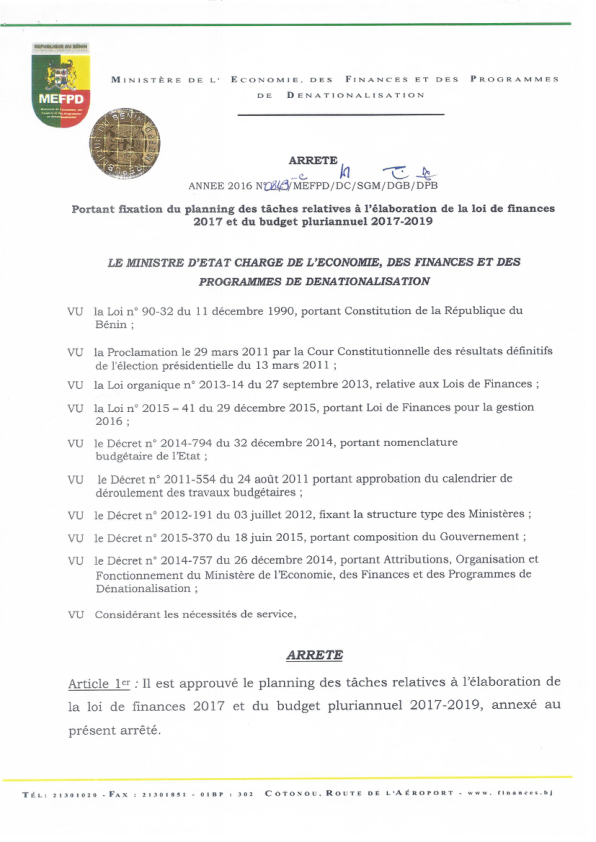 REPUBLIQUE DU BÉNIN
MEFPD
MINISTÈRE DE L' ECONOMIE, DES FINANCES ET DES PROGRAMMES
DE DENATIONALISATION
ARRETE
ANNEE 2016 N° /MEFPD/DC/SGM/DGB/DPB
Portant fixation du planning des tâches relatives à l'élaboration de la loi de finances
2017 et du budget pluriannuel 2017-2019
LE MINISTRE D'ETAT CHARGE DE L'ECONOMIE, DES FINANCES ET DES
PROGRAMMES DE DENATIONALISATION
VU la Loi n° 90-32 du 11 décembre 1990, portant Constitution de la République du
Bénin ;
VU la Proclamation le 29 mars 2011 par la Cour Constitutionnelle des résultats définitifs
de l'élection présidentielle du 13 mars 2011 ;
VU la Loi organique n° 2013-14 du 27 septembre 2013, relative aux Lois de Finances ;
VU la Loi n° 2015 – 41 du 29 décembre 2015, portant Loi de Finances pour la gestion
2016 ;
VU le Décret n° 2014-794 du 32 décembre 2014, portant nomenclature
budgétaire de l'Etat ;
VU le Décret n° 2011-554 du 24 août 2011 portant approbation du calendrier de
déroulement des travaux budgétaires ;
VU le Décret n° 2012-191 du 03 juillet 2012, fixant la structure type des Ministères ;
VU le Décret n° 2015-370 du 18 juin 2015, portant composition du Gouvernement ;
VU le Décret n° 2014-757 du 26 décembre 2014, portant Attributions, Organisation et
Fonctionnement du Ministère de l'Economie, des Finances et des Programmes de
Dénationalisation ;
VU Considérant les nécessités de service,
ARRETE
Article 1er : Il est approuvé le planning des tâches relatives à l'élaboration de
la loi de finances 2017 et du budget pluriannuel 2017-2019, annexé au
présent arrêté.
TÉL: 21301020 - FAX : 21301851 - 01BP : 302 COTONOU, ROUTE DE L'AÉROPORT - www. finances.bj